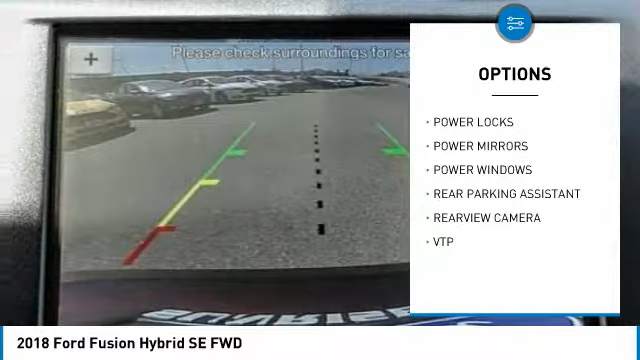 Please check surroundings for sa
OPTIONS
POWER LOCKS
POWER MIRRORS
POWER WINDOWS
REAR PARKING ASSISTANT
REARVIEW CAMERA
VTP
2018 Ford Fusion Hybrid SE FWD